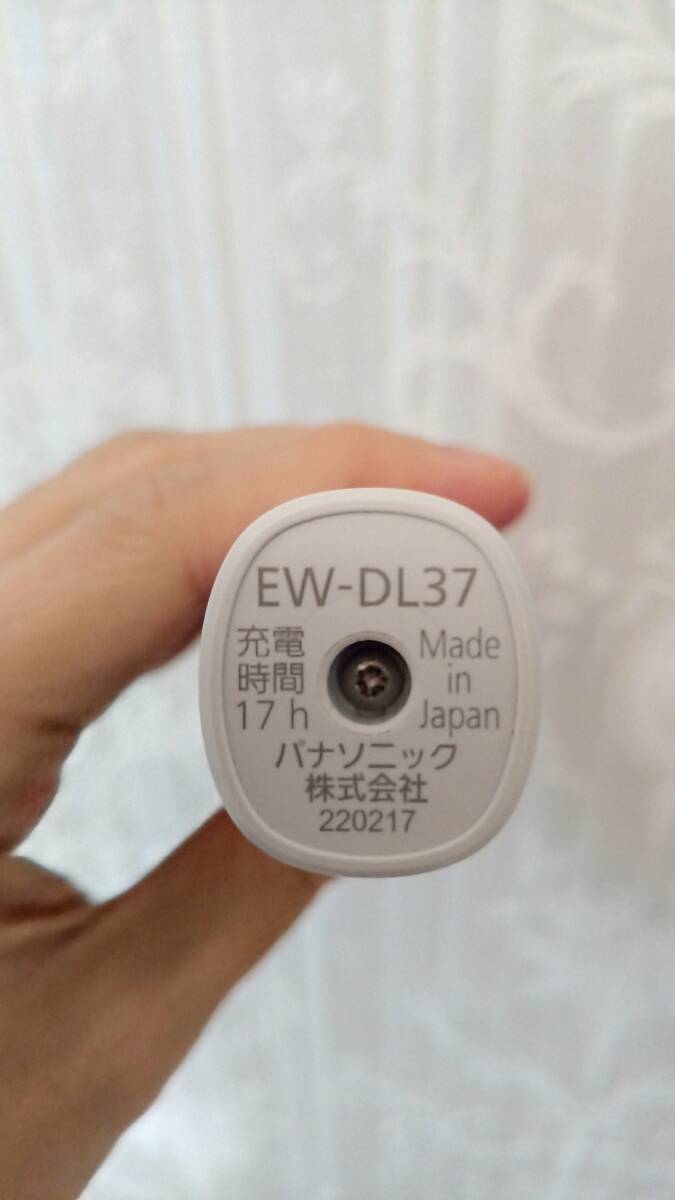 EW-DL37
充電
時間
17 h
Made
in
Japan
パナソニック
株式会社
220217